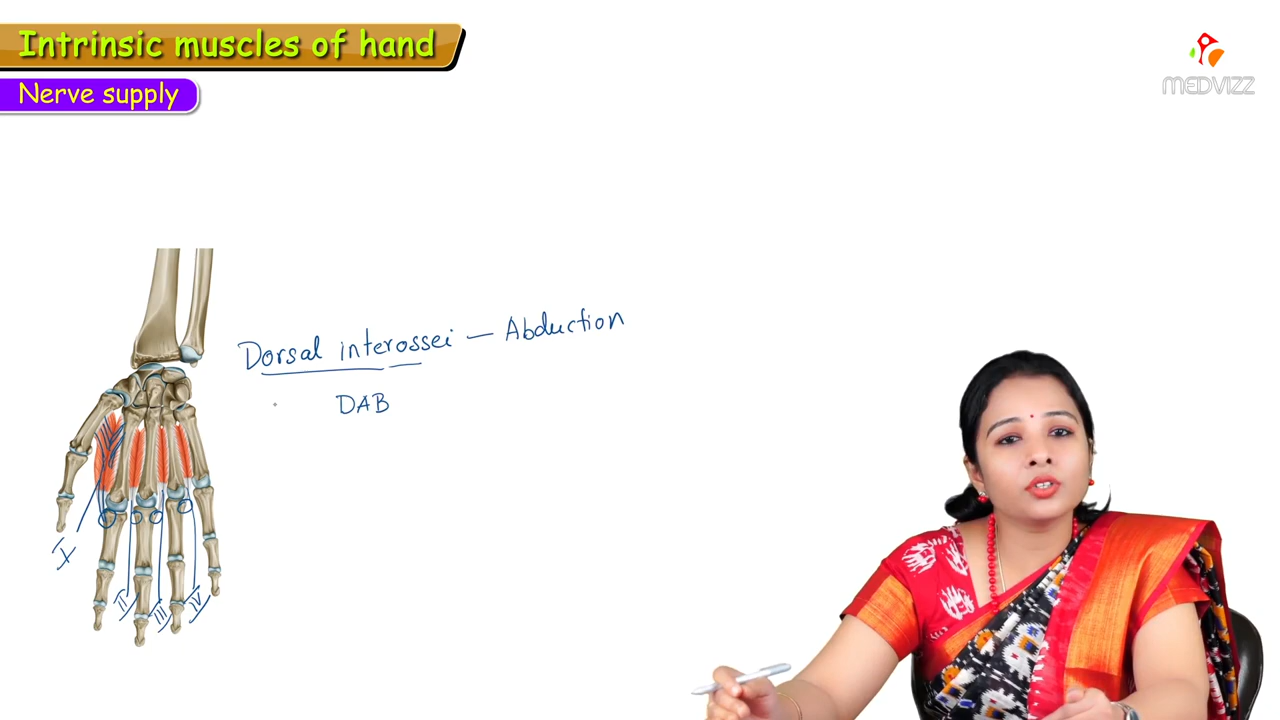 Intrinsic muscles of hand
Nerve supply
MEDVIZZ
Dorsal interossei — Abduction
DAB
I
II
III
IV